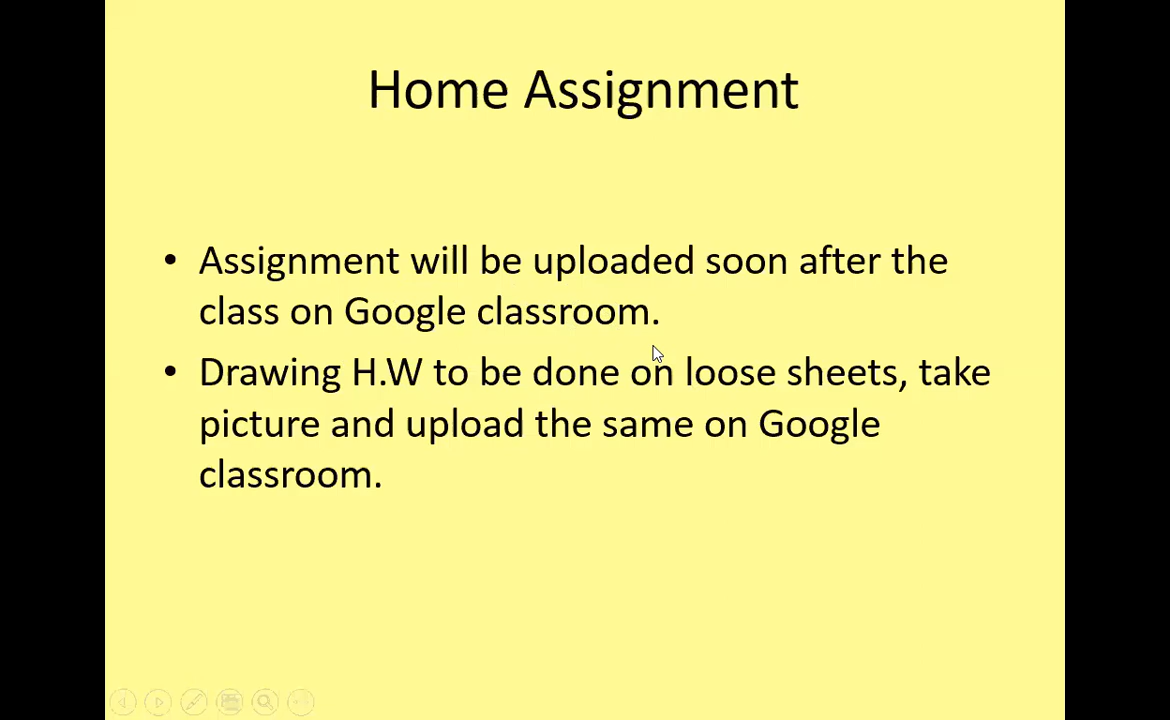 Home Assignment
• Assignment will be uploaded soon after the
class on Google classroom.
• Drawing H.W to be done on loose sheets, take
picture and upload the same on Google
classroom.